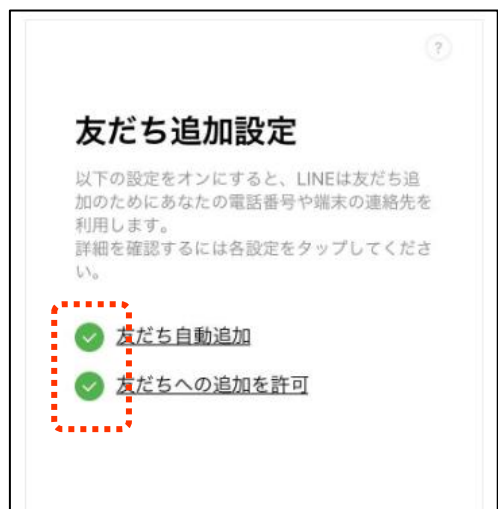 ?
友だち追加設定
以下の設定をオンにすると、LINEは友だち追
加のためにあなたの電話番号や端末の連絡先を
利用します。
詳細を確認するには各設定をタップしてくださ
い。
友だち自動追加
友だちへの追加を許可